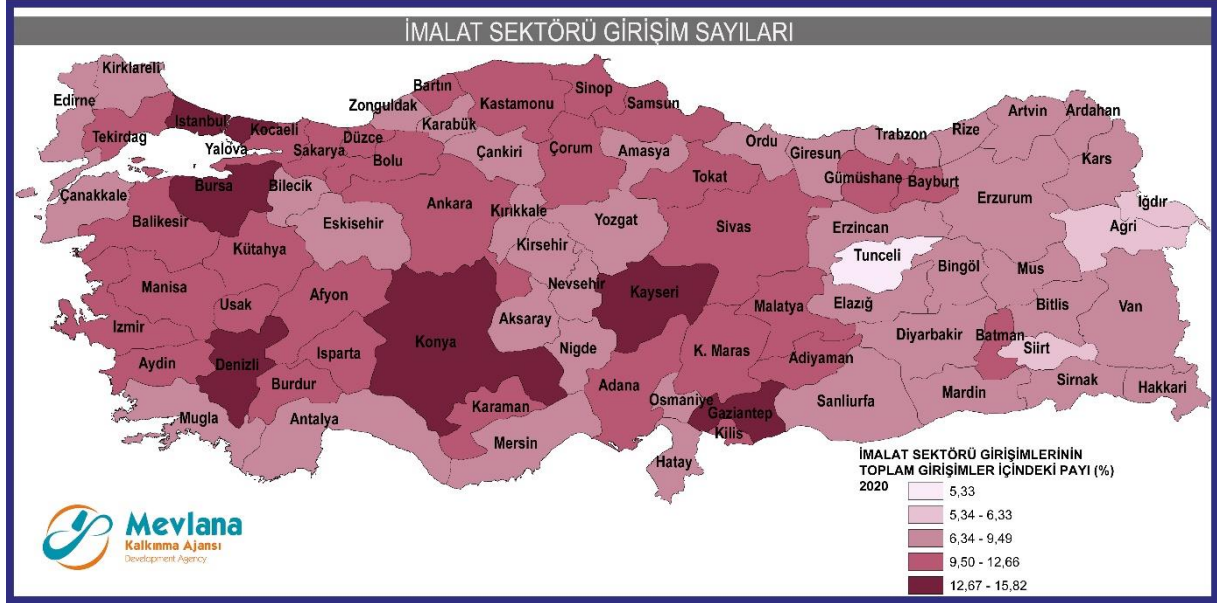 İMALAT SEKTÖRÜ GİRİŞİM SAYILARI
Kirklareli
Edirne
Tekirdag
Istanbul
Kocaeli
Yalova
Sakarya
Düzce
Bolu
Zonguldak
Bartın
Karabük
Kastamonu
Sinop
Samsun
Çankiri
Çorum
Amasya
Ordu
Giresun
Trabzon
Rize
Artvin
Ardahan
Kars
Gümüshane
Bayburt
Tokat
Erzurum
Iğdır
Agri
Çanakkale
Bursa
Bilecik
Balikesir
Eskisehir
Ankara
Kırıkkale
Yozgat
Sivas
Erzincan
Tunceli
Bingöl
Mus
Kütahya
Kirsehir
Manisa
Usak
Afyon
Nevsehir
Kayseri
Malatya
Elazığ
Bitlis
Van
Izmir
Konya
Aksaray
Diyarbakir
Batman
Siirt
Aydin
Denizli
Isparta
Nigde
K. Maras
Adiyaman
Burdur
Karaman
Adana
Osmaniye
Gaziantep
Sanliurfa
Mardin
Sirnak
Hakkari
Mugla
Antalya
Mersin
Kilis
Hatay
İMALAT SEKTÖRÜ GİRİŞİMLERİNİN
TOPLAM GİRİŞİMLER İÇİNDEKİ PAYI (%)
2020
5,33
5,34 - 6,33
6,34 - 9,49
9,50 - 12,66
12,67 - 15,82
Mevlana
Kalkınma Ajansı
Development Agency